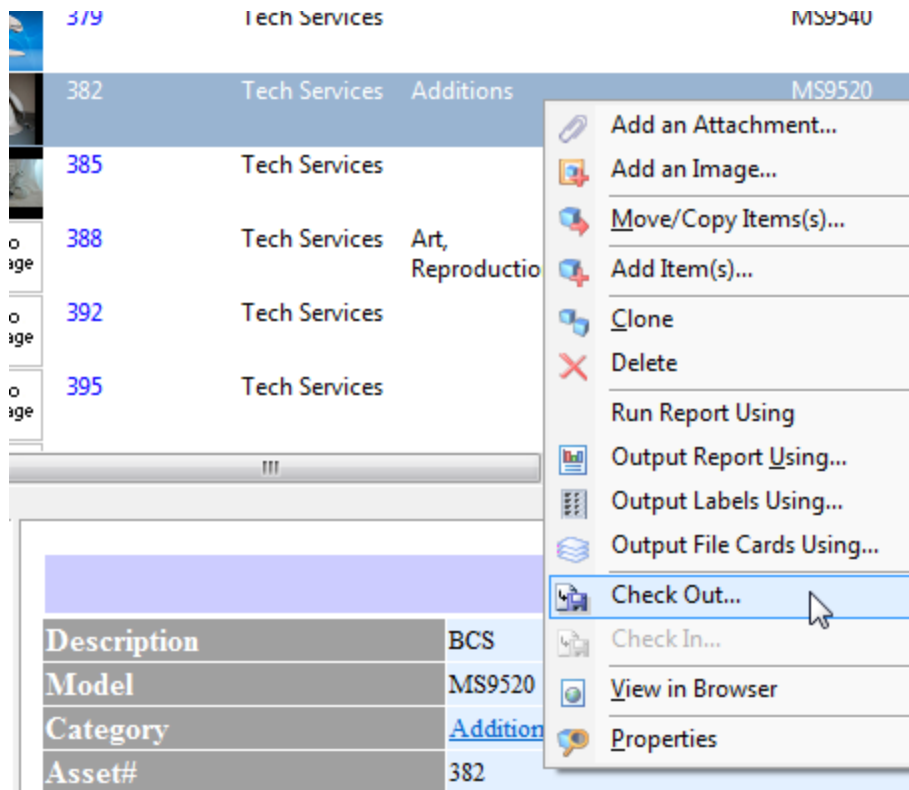 379 Tech Services MS9540
382 Tech Services Additions MS9520
385 Tech Services
388 Tech Services Art,
Reproductio
392 Tech Services
395 Tech Services
Add an Attachment...
Add an Image...
Move/Copy Items(s)...
Add Item(s)...
Clone
Delete
Run Report Using
Output Report Using...
Output Labels Using...
Output File Cards Using...
Check Out...
Check In...
View in Browser
Properties
Description BCS
Model MS9520
Category Addition
Asset# 382